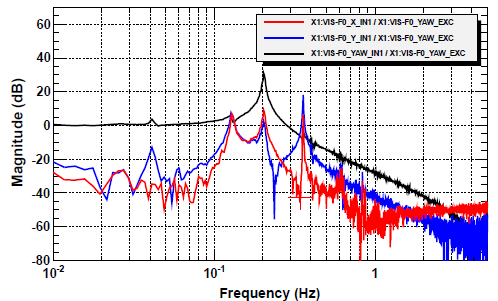 X1:VIS-F0_X_IN1 / X1:VIS-F0_YAW_EXC
X1:VIS-F0_Y_IN1 / X1:VIS-F0_YAW_EXC
X1:VIS-F0_YAW_IN1 / X1:VIS-F0_YAW_EXC
Magnitude (dB)
60
40
20
0
-20
-40
-60
-80
10-2 10-1 1
Frequency (Hz)